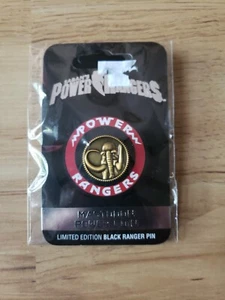 POWER RANGERS
POWER
RANGERS
MASTODON
LIMITED EDITION BLACK RANGER PIN